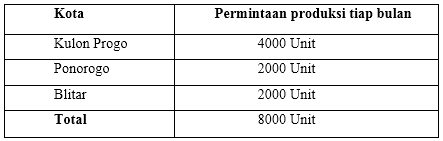 Kota Permintaan produksi tiap bulan
Kulon Progo 4000 Unit
Ponorogo 2000 Unit
Blitar 2000 Unit
Total 8000 Unit